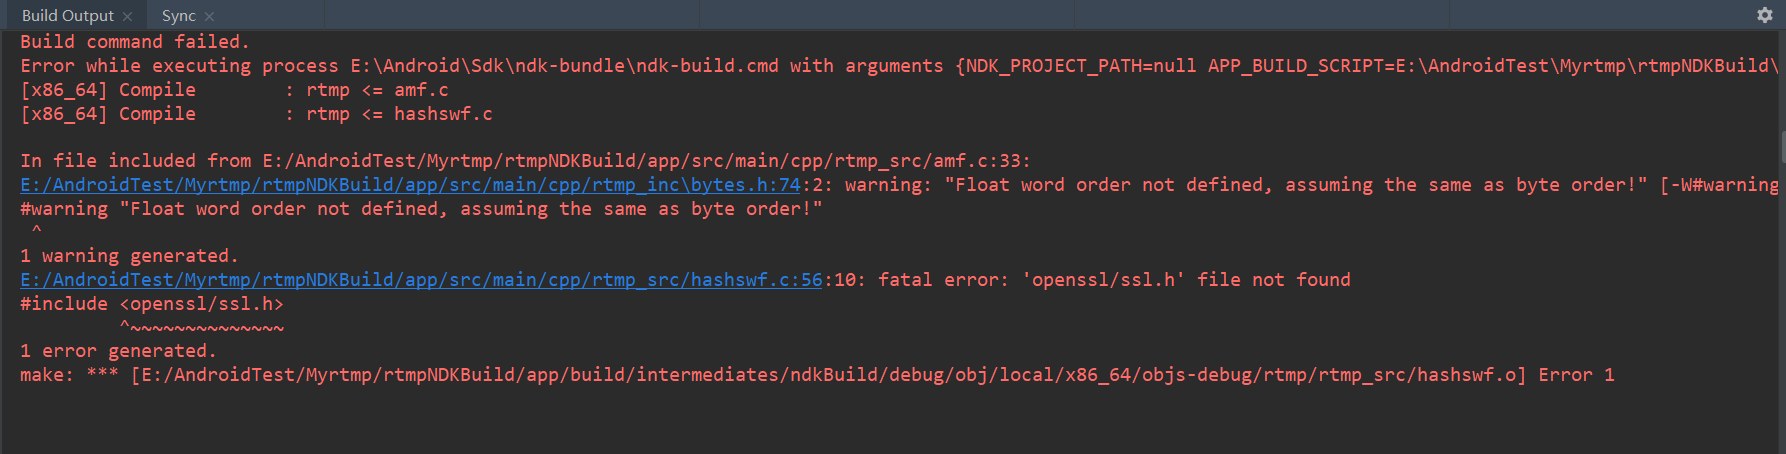 Build Output × Sync ×
Build command failed.
Error while executing process E:\Android\Sdk\ndk-bundle\ndk-build.cmd with arguments {NDK_PROJECT_PATH=null APP_BUILD_SCRIPT=E:\AndroidTest\Myrtmp\rtmpNDKBuild\
[x86_64] Compile        : rtmp <= amf.c
[x86_64] Compile        : rtmp <= hashswf.c
In file included from E:/AndroidTest/Myrtmp/rtmpNDKBuild/app/src/main/cpp/rtmp_src/amf.c:33:
E:/AndroidTest/Myrtmp/rtmpNDKBuild/app/src/main/cpp/rtmp_inc\bytes.h:74:2: warning: "Float word order not defined, assuming the same as byte order!" [-W#warning
#warning "Float word order not defined, assuming the same as byte order!"
 ^
1 warning generated.
E:/AndroidTest/Myrtmp/rtmpNDKBuild/app/src/main/cpp/rtmp_src/hashswf.c:56:10: fatal error: 'openssl/ssl.h' file not found
#include <openssl/ssl.h>
         ^~~~~~~~~~~~~~~
1 error generated.
make: *** [E:/AndroidTest/Myrtmp/rtmpNDKBuild/app/build/intermediates/ndkBuild/debug/obj/local/x86_64/objs-debug/rtmp/rtmp_src/hashswf.o] Error 1